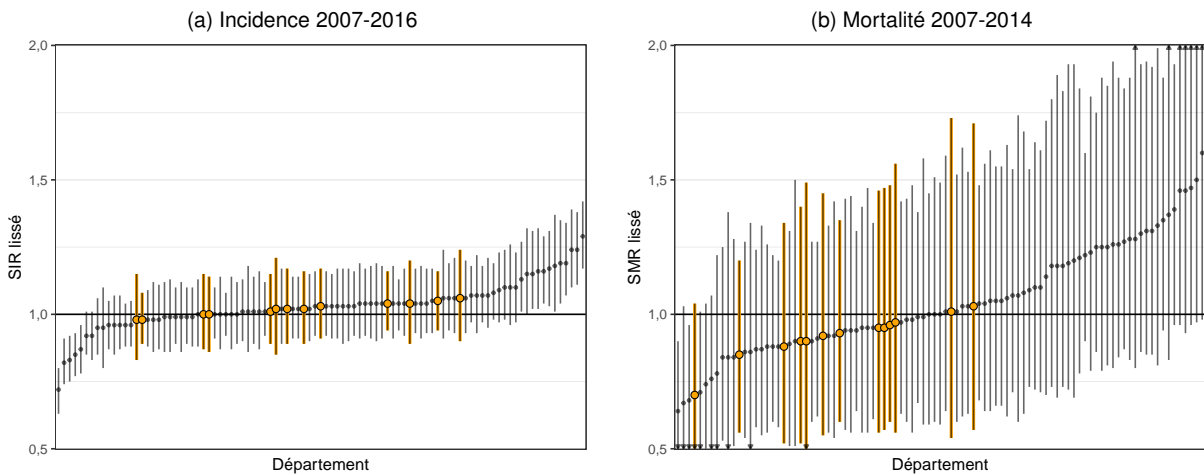 (a) Incidence 2007-2016
2,0
1,5
1,0
0,5
SIR lissé
Département
(b) Mortalité 2007-2014
2,0
1,5
1,0
0,5
SMR lissé
Département